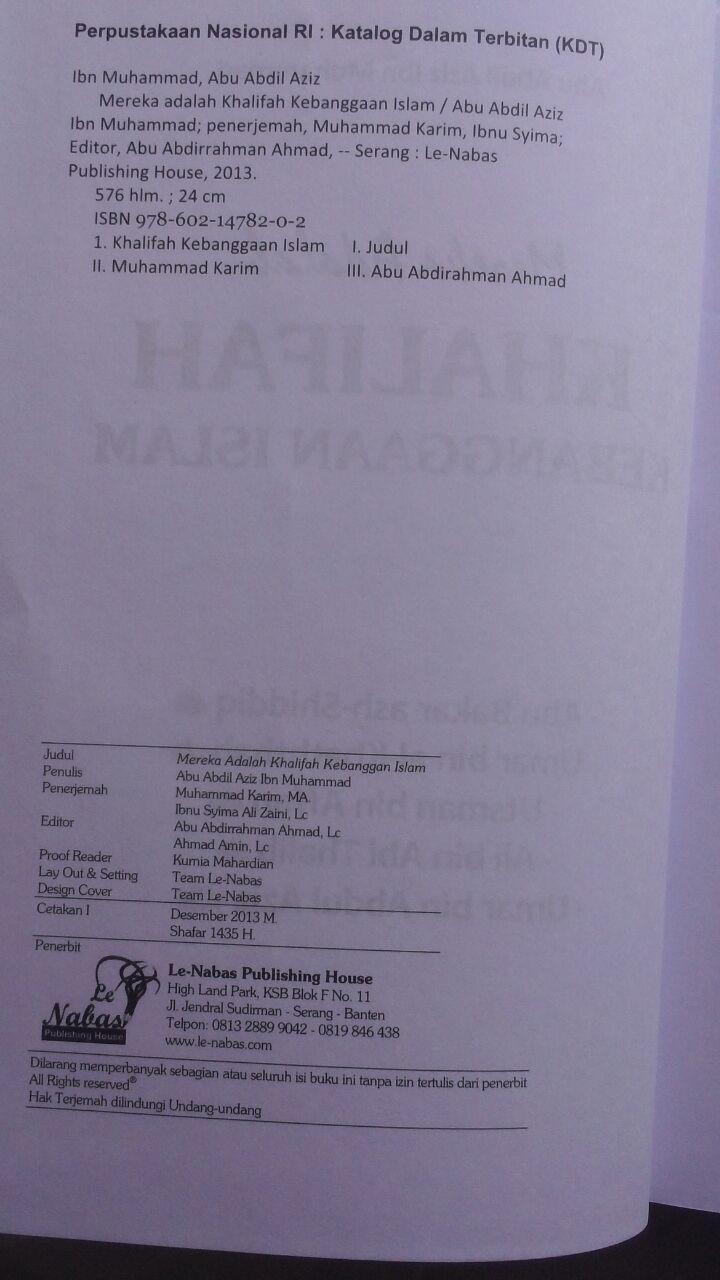 Perpustakaan Nasional RI : Katalog Dalam Terbitan (KDT)
Ibn Muhammad, Abu Abdil Aziz
Mereka adalah Khalifah Kebanggaan Islam / Abu Abdil Aziz
Ibn Muhammad; penerjemah, Muhammad Karim, Ibnu Syima;
Editor, Abu Abdirrahman Ahmad, -- Serang : Le-Nabas
Publishing House, 2013.
576 hlm. ; 24 cm
ISBN 978-602-14782-0-2
1. Khalifah Kebanggaan Islam I. Judul
II. Muhammad Karim III. Abu Abdirahman Ahmad
KHALIFAH
KEBANGGAAN ISLAM
Judul Mereka Adalah Khalifah Kebanggan Islam
Penulis Abu Abdil Aziz Ibn Muhammad
Penerjemah Muhammad Karim, MA.
Ibnu Syima Ali Zaini, Lc
Editor Abu Abdirrahman Ahmad, Lc
Ahmad Amin, Lc
Proof Reader Kurnia Mahardian
Lay Out & Setting Team Le-Nabas
Design Cover Team Le-Nabas
Cetakan I Desember 2013 M.
Shafar 1435 H.
Penerbit
Le Nabas
Publishing House
Le-Nabas Publishing House
High Land Park, KSB Blok F No. 11
Jl. Jendral Sudirman - Serang - Banten
Telpon: 0813 2889 9042 - 0819 846 438
www.le-nabas.com
Dilarang memperbanyak sebagian atau seluruh isi buku ini tanpa izin tertulis dari penerbit
All Rights reserved®
Hak Terjemah dilindungi Undang-undang